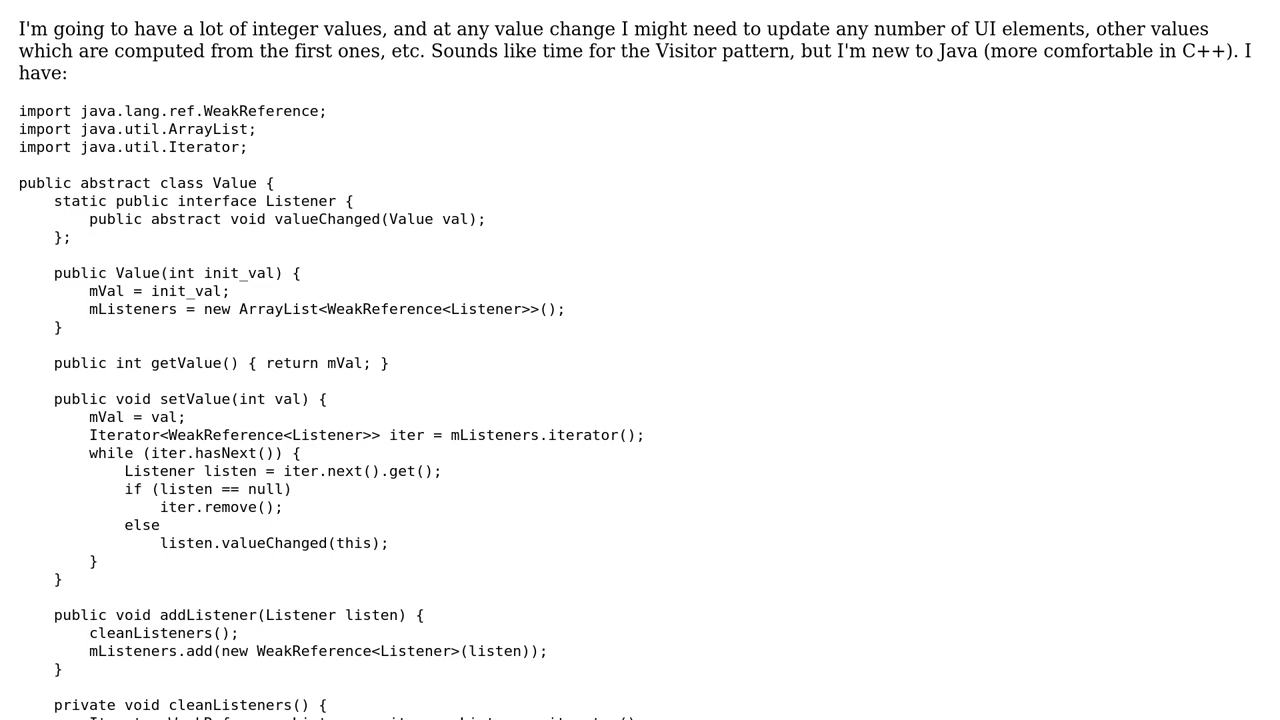 I'm going to have a lot of integer values, and at any value change I might need to update any number of UI elements, other values
which are computed from the first ones, etc. Sounds like time for the Visitor pattern, but I'm new to Java (more comfortable in C++). I
have:
import java.lang.ref.WeakReference;
import java.util.ArrayList;
import java.util.Iterator;
public abstract class Value {
    static public interface Listener {
        public abstract void valueChanged(Value val);
    };
    public Value(int init_val) {
        mVal = init_val;
        mListeners = new ArrayList<WeakReference<Listener>>();
    }
    public int getValue() { return mVal; }
    public void setValue(int val) {
        mVal = val;
        Iterator<WeakReference<Listener>> iter = mListeners.iterator();
        while (iter.hasNext()) {
            Listener listen = iter.next().get();
            if (listen == null)
                iter.remove();
            else
                listen.valueChanged(this);
        }
    }
    public void addListener(Listener listen) {
        cleanListeners();
        mListeners.add(new WeakReference<Listener>(listen));
    }
    private void cleanListeners() {